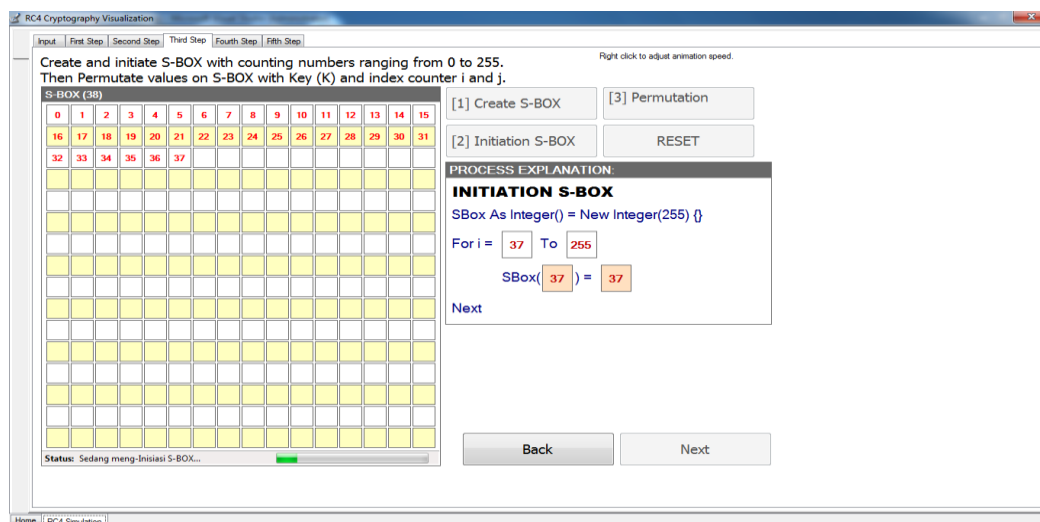 RC4 Cryptography Visualization
Input First Step Second Step Third Step Fourth Step Fifth Step
Right click to adjust animation speed.
Create and initiate S-BOX with counting numbers ranging from 0 to 255.
Then Permutate values on S-BOX with Key (K) and index counter i and j.
S-BOX (38)
0 1 2 3 4 5 6 7 8 9 10 11 12 13 14 15
16 17 18 19 20 21 22 23 24 25 26 27 28 29 30 31
32 33 34 35 36 37
Status: Sedang meng-Inisiasi S-BOX...
[1] Create S-BOX
[3] Permutation
[2] Initiation S-BOX
RESET
PROCESS EXPLANATION:
INITIATION S-BOX
SBox As Integer() = New Integer(255) {}
For i = 37 To 255
SBox( 37 ) = 37
Next
Back
Next
Home RC4 Simulation